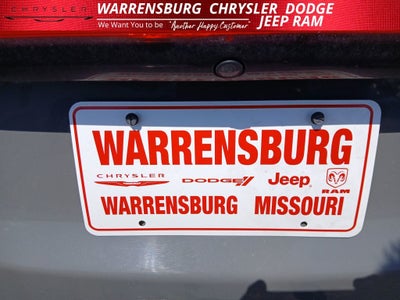 CHRYSLER WARRENSBURG CHRYSLER DODGE
We Want You to be "Another Happy Customer" JEEP RAM
WARRENSBURG
CHRYSLER DODGE Jeep RAM
WARRENSBURG MISSOURI